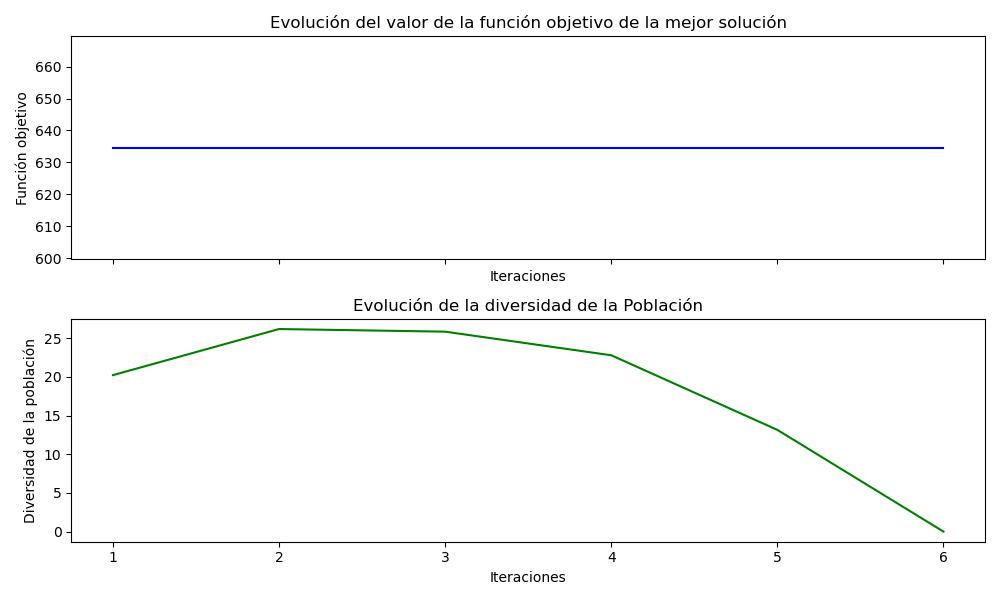 Evolución del valor de la función objetivo de la mejor solución
Función objetivo
660
650
640
630
620
610
600
Iteraciones
Evolución de la diversidad de la Población
Diversidad de la población
25
20
15
10
5
0
1 2 3 4 5 6
Iteraciones